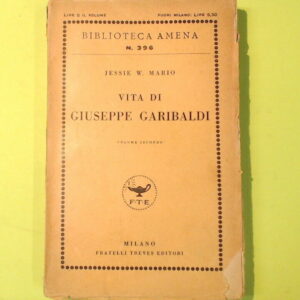 LIRE 5 IL VOLUME. FUORI MILANO: LIRE 5,50
BIBLIOTECA AMENA
N. 396
JESSIE W. MARIO
VITA DI
GIUSEPPE GARIBALDI
VOLUME SECONDO
F·T·E
MILANO
FRATELLI TREVES EDITORI